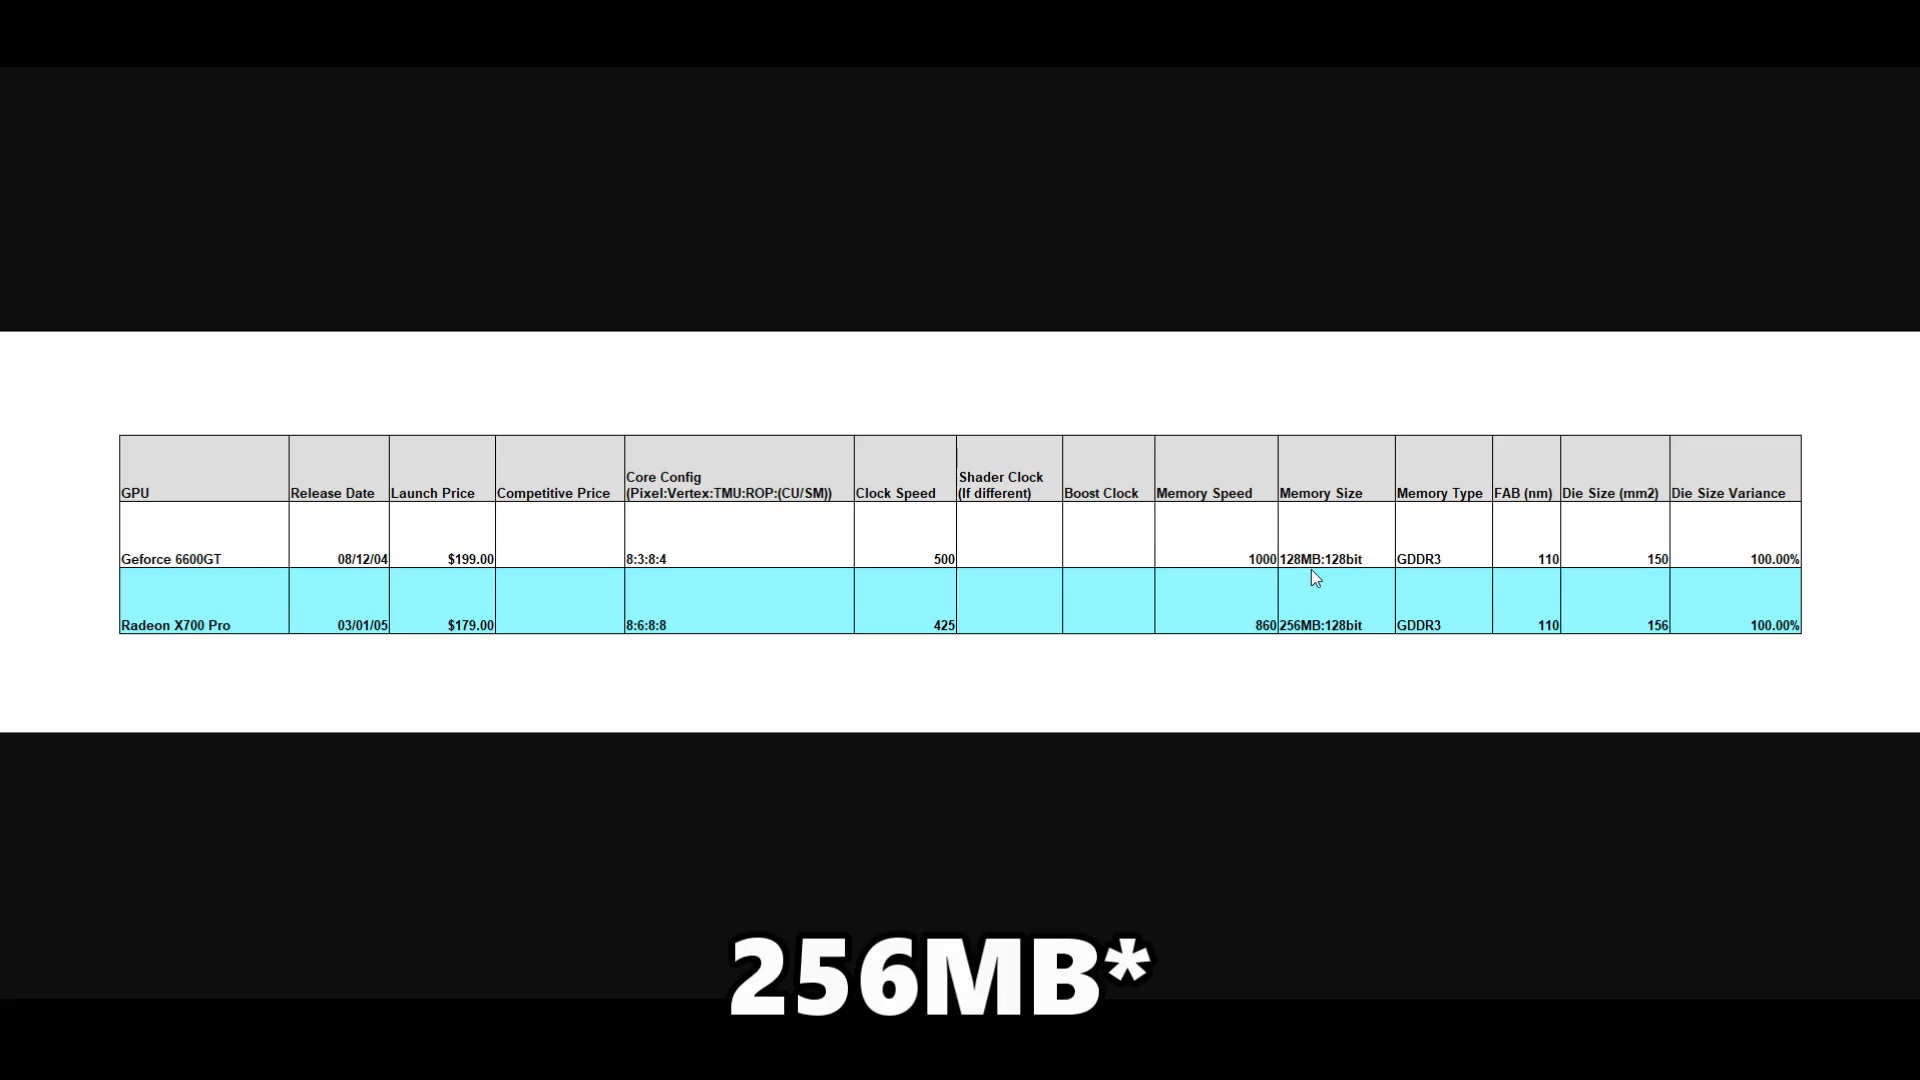 GPU Release Date Launch Price Competitive Price Core Config (Pixel:Vertex:TMU:ROP:(CU/SM)) Clock Speed Shader Clock (If different) Boost Clock Memory Speed Memory Size Memory Type FAB (nm) Die Size (mm2) Die Size Variance
Geforce 6600GT 08/12/04 $199.00 8:3:8:4 500 1000 128MB:128bit GDDR3 110 150 100.00%
Radeon X700 Pro 03/01/05 $179.00 8:6:8:8 425 860 256MB:128bit GDDR3 110 156 100.00%
256MB*